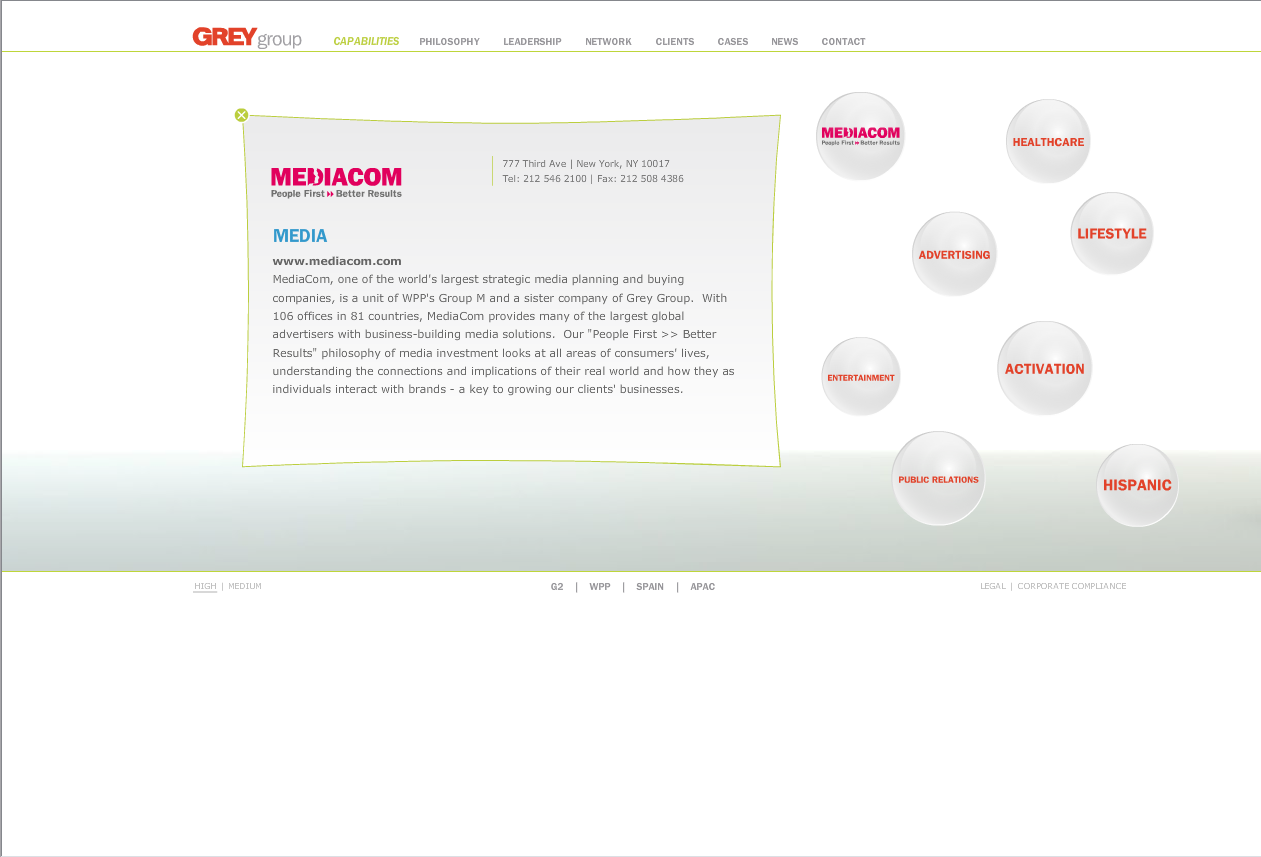 GREYgroup CAPABILITIES PHILOSOPHY LEADERSHIP NETWORK CLIENTS CASES NEWS CONTACT
MEDIACOM
People First Better Results
777 Third Ave | New York, NY 10017
Tel: 212 546 2100 | Fax: 212 508 4386
MEDIA
www.mediacom.com
MediaCom, one of the world's largest strategic media planning and buying
companies, is a unit of WPP's Group M and a sister company of Grey Group.  With
106 offices in 81 countries, MediaCom provides many of the largest global
advertisers with business-building media solutions.  Our "People First >> Better
Results" philosophy of media investment looks at all areas of consumers' lives,
understanding the connections and implications of their real world and how they as
individuals interact with brands - a key to growing our clients' businesses.
MEDIACOM
People First Better Results
HEALTHCARE
LIFESTYLE
ADVERTISING
ENTERTAINMENT
ACTIVATION
PUBLIC RELATIONS
HISPANIC
HIGH | MEDIUM
G2 | WPP | SPAIN | APAC
LEGAL | CORPORATE COMPLIANCE